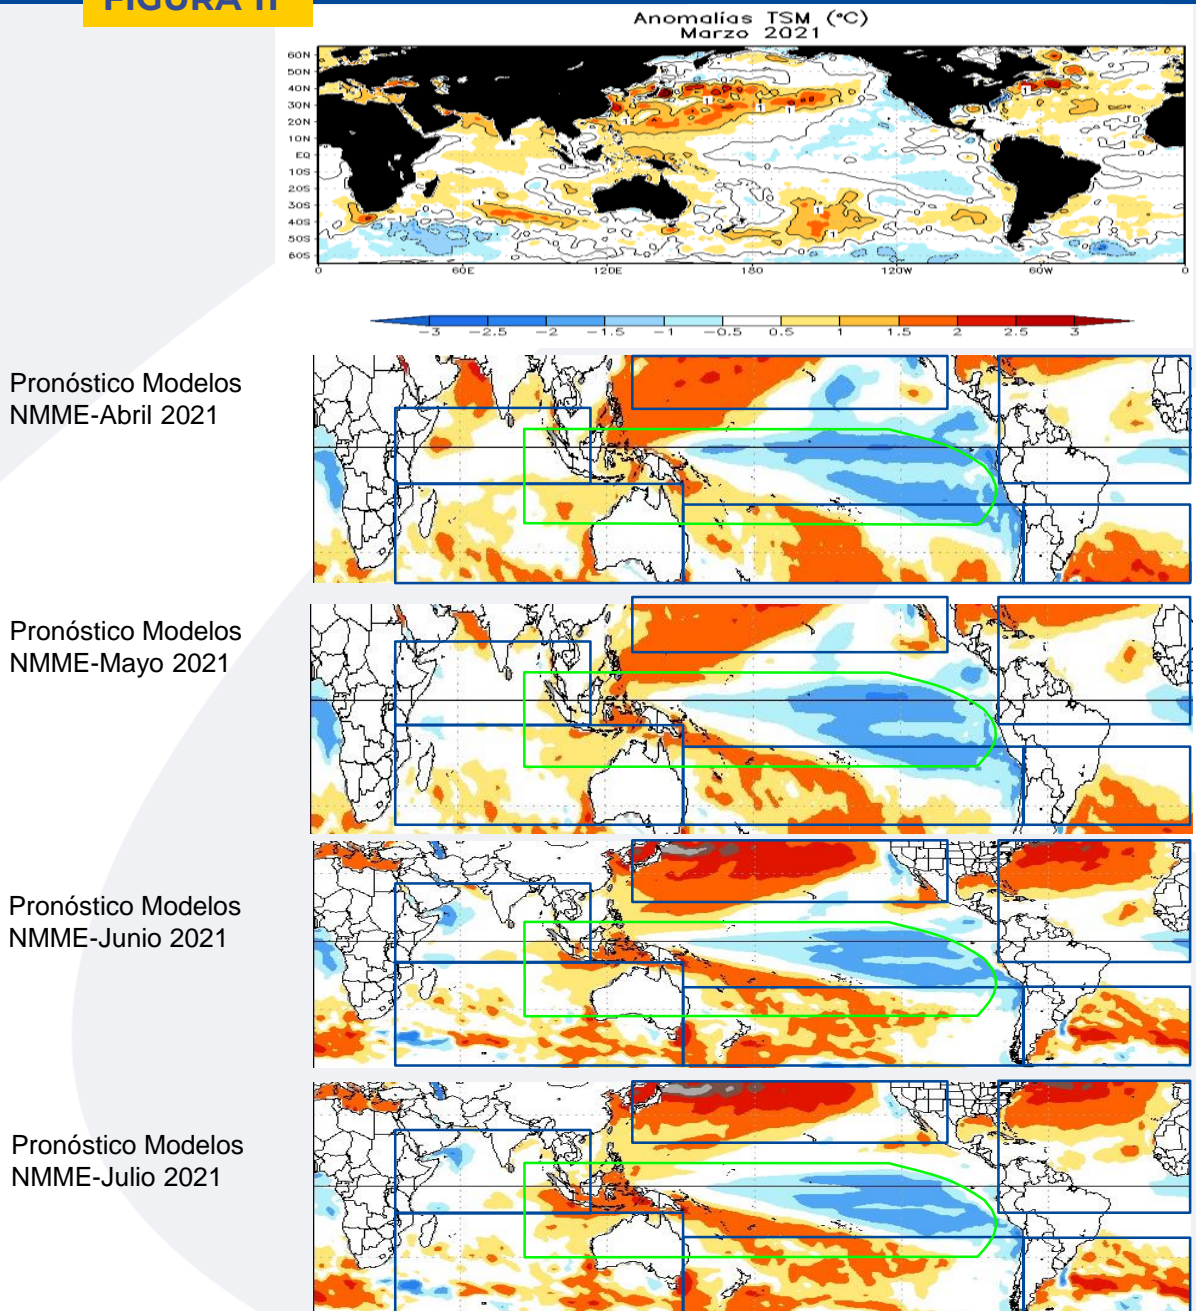 FIGURA 11
Anomalías TSM (°C)
Marzo 2021
60N
50N
40N
30N
20N
10N
EQ
10S
20S
30S
40S
50S
60S
0 60E 120E 180 120W 60W 0
-3 -2.5 -2 -1.5 -1 -0.5 0.5 1 1.5 2 2.5 3
Pronóstico Modelos
NMME-Abril 2021
Pronóstico Modelos
NMME-Mayo 2021
Pronóstico Modelos
NMME-Junio 2021
Pronóstico Modelos
NMME-Julio 2021